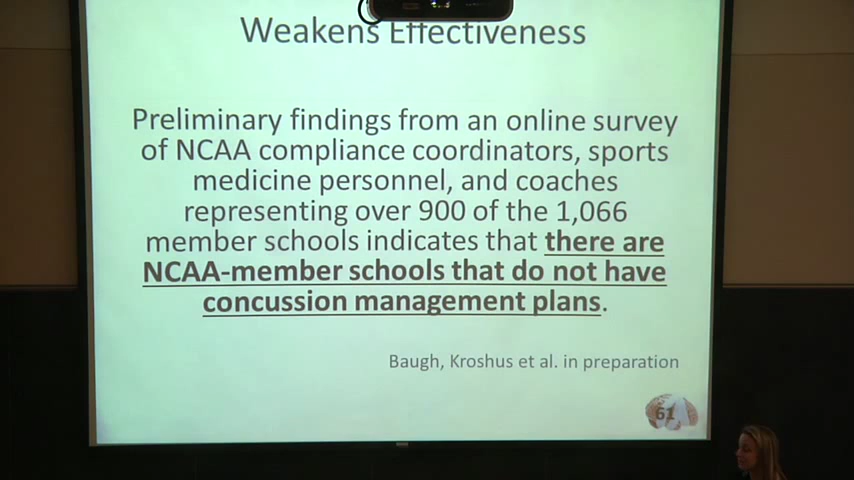 Weakens Effectiveness
Preliminary findings from an online survey
of NCAA compliance coordinators, sports
medicine personnel, and coaches
representing over 900 of the 1,066
member schools indicates that there are
NCAA-member schools that do not have
concussion management plans.
Baugh, Kroshus et al. in preparation
61